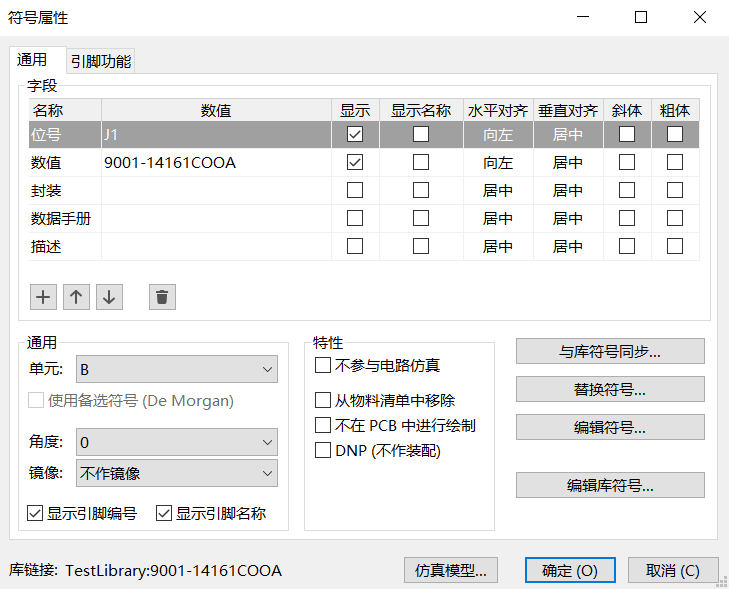 符号属性
通用 引脚功能
字段
名称 数值 显示 显示名称 水平对齐 垂直对齐 斜体 粗体
位号 J1 向左 居中
数值 9001-14161COOA 向左 居中
封装 居中 居中
数据手册 居中 居中
描述 居中 居中
通用
单元: B
使用备选符号 (De Morgan)
角度: 0
镜像: 不作镜像
显示引脚编号 显示引脚名称
特性
不参与电路仿真
从物料清单中移除
不在 PCB 中进行绘制
DNP (不作装配)
与库符号同步...
替换符号...
编辑符号...
编辑库符号...
库链接: TestLibrary:9001-14161COOA
仿真模型... 确定 (O) 取消 (C)